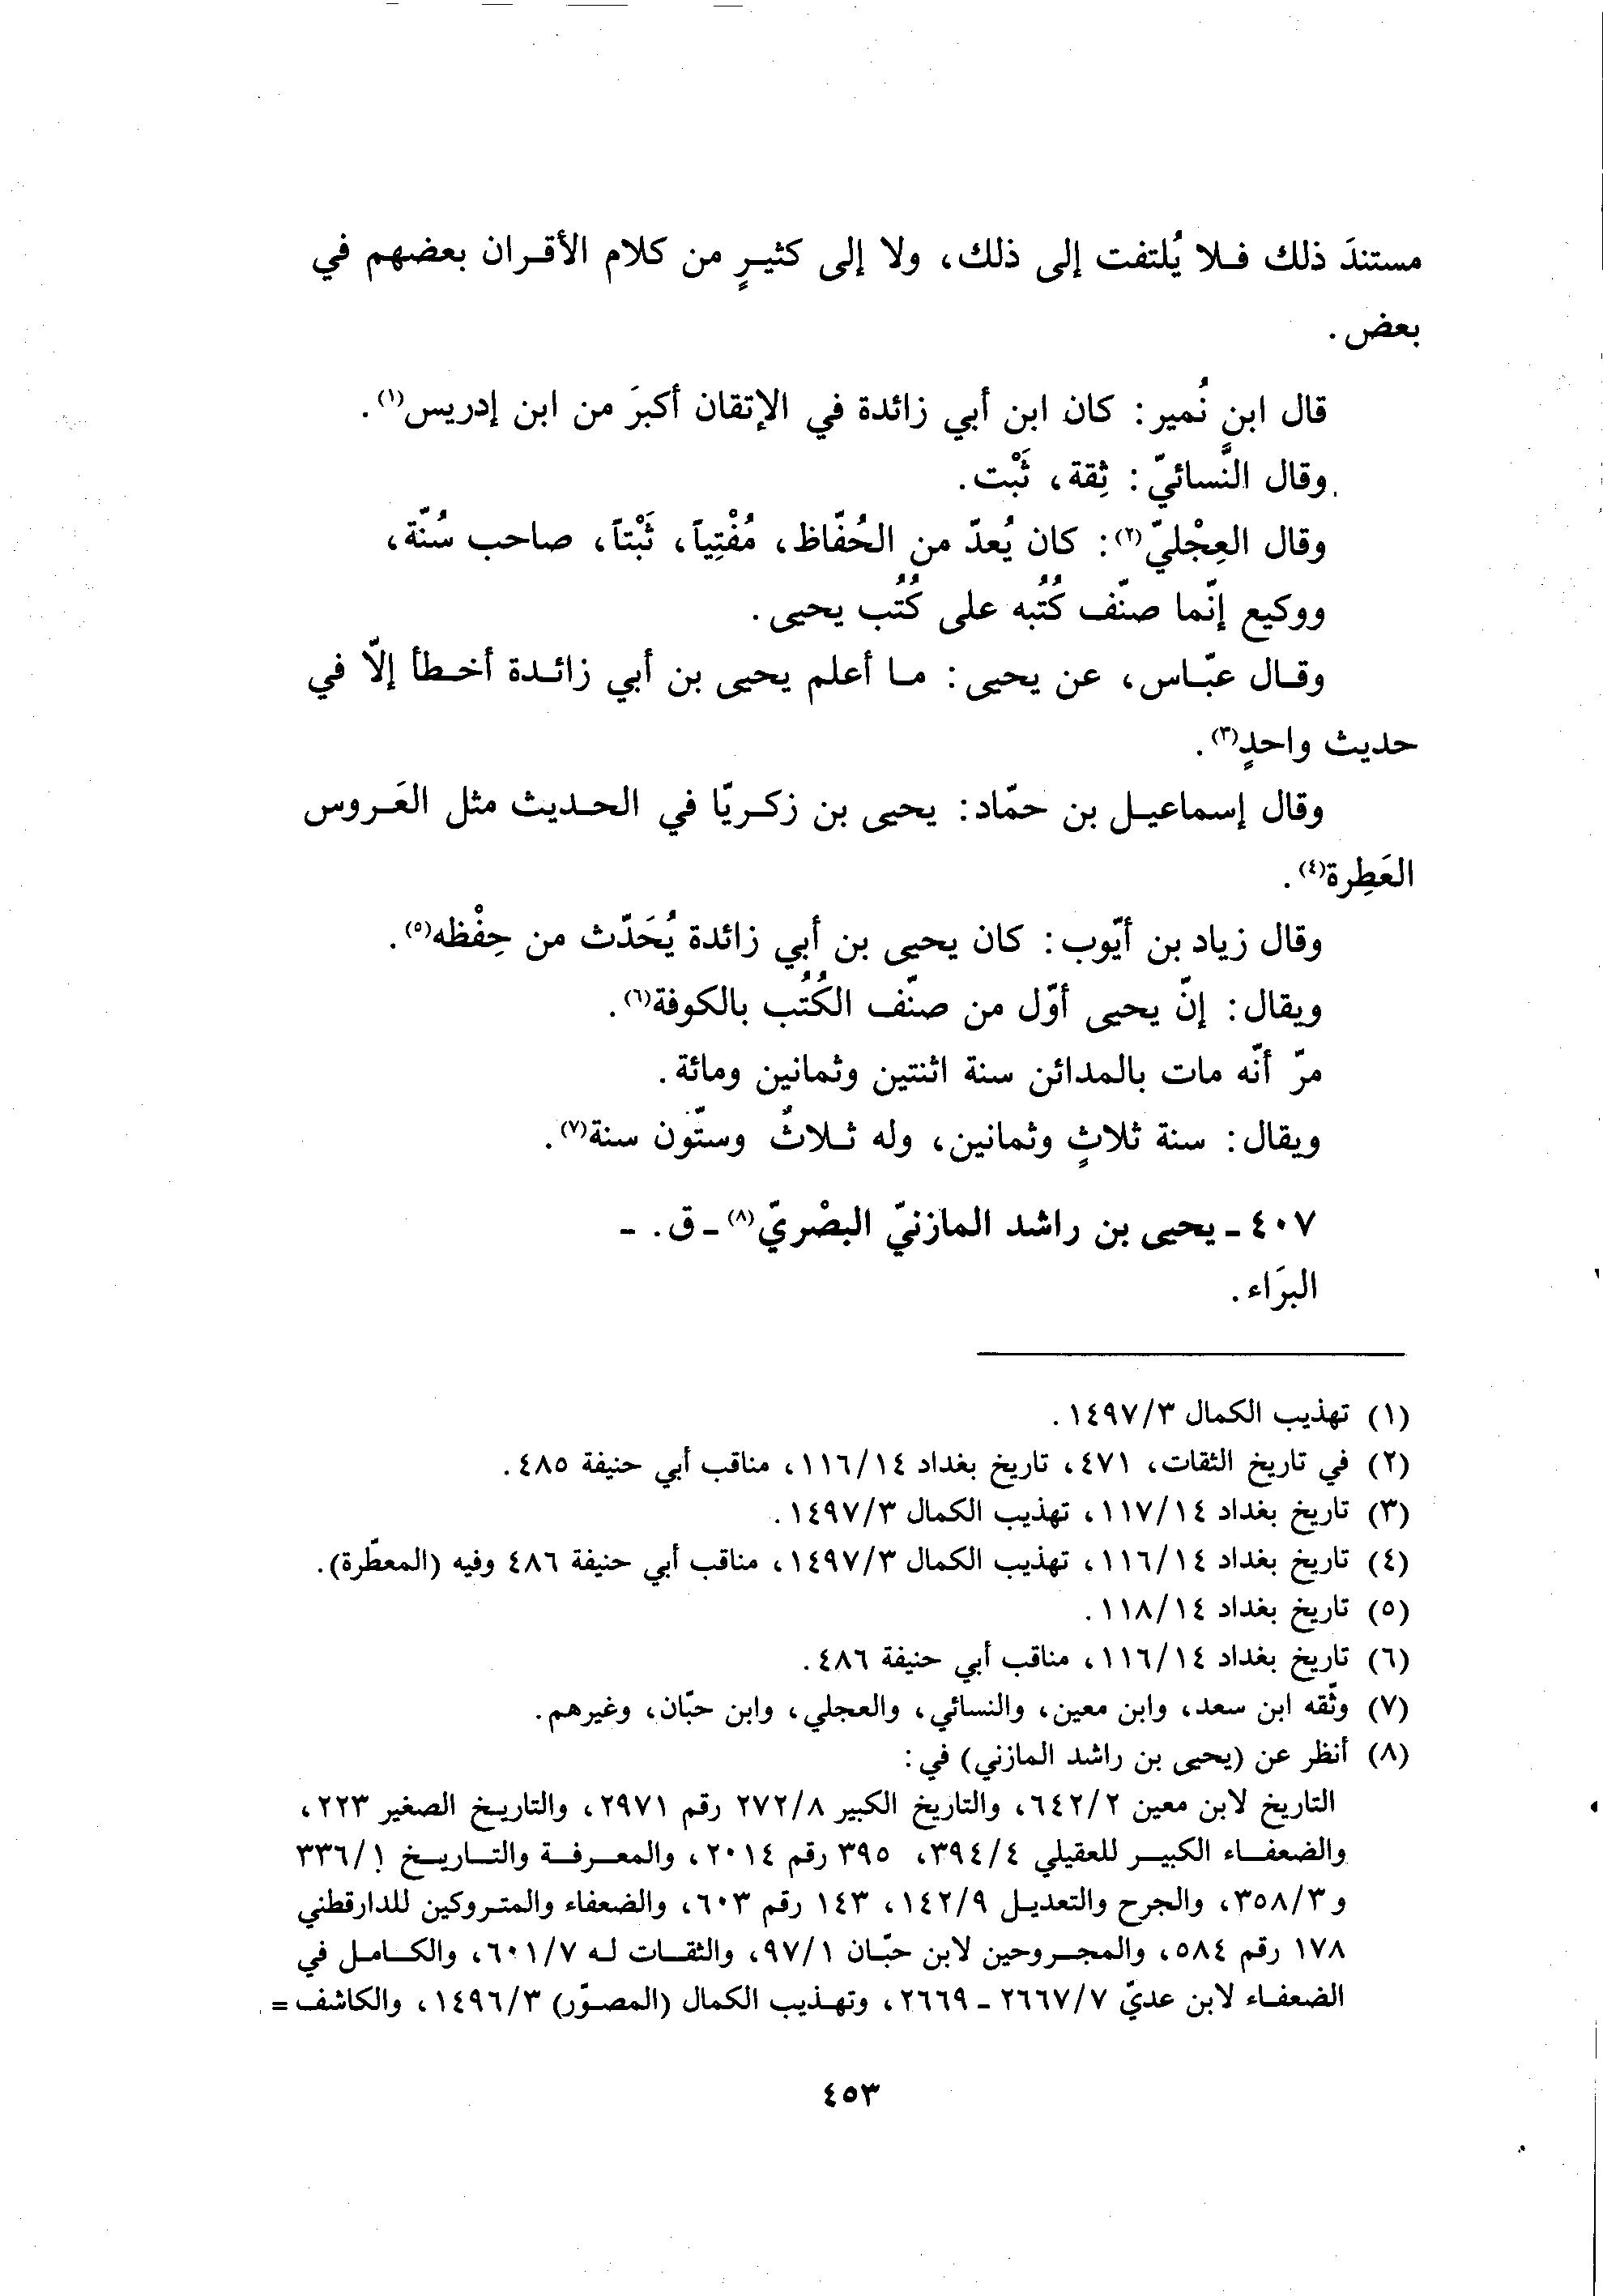 مستندَ ذلك فلا يُلتفت إلى ذلك، ولا إلى كثيرٍ من كلام الأقران بعضهم في
بعض.
قال ابن نُمير: كان ابن أبي زائدة في الإتقان أكبرَ من ابن إدريس(١).
وقال النَّسائيّ: ثِقة، ثَبْت.
وقال العِجْليّ(٢): كان يُعدّ من الحُفّاظ، مُفْتِياً، ثَبْتاً، صاحب سُنّة،
ووكيع إنّما صنّف كُتُبه على كُتُب يحيى.
وقال عبّاس، عن يحيى: ما أعلم يحيى بن أبي زائدة أخطأ إلّا في
حديث واحدٍ(٣).
وقال إسماعيل بن حمّاد: يحيى بن زكريّا في الحديث مثل العَروس
العَطِرة(٤).
وقال زياد بن أيّوب: كان يحيى بن أبي زائدة يُحَدّث من حِفْظه(٥).
ويقال: إنّ يحيى أوّل من صنّف الكُتُب بالكوفة(٦).
مرّ أنّه مات بالمدائن سنة اثنتين وثمانين ومائة.
ويقال: سنة ثلاثٍ وثمانين، وله ثلاثٌ وستّون سنة(٧).
٤٠٧ - يحيى بن راشد المازنيّ البصْريّ(٨) - ق. -
البرَاء.
(١) تهذيب الكمال ١٤٩٧/٣.
(٢) في تاريخ الثقات، ٤٧١، تاريخ بغداد ١١٦/١٤، مناقب أبي حنيفة ٤٨٥.
(٣) تاريخ بغداد ١١٧/١٤، تهذيب الكمال ١٤٩٧/٣.
(٤) تاريخ بغداد ١١٦/١٤، تهذيب الكمال ١٤٩٧/٣، مناقب أبي حنيفة ٤٨٦ وفيه (المعطّرة).
(٥) تاريخ بغداد ١١٨/١٤.
(٦) تاريخ بغداد ١١٦/١٤، مناقب أبي حنيفة ٤٨٦.
(٧) وثّقه ابن سعد، وابن معين، والنسائي، والعجلي، وابن حبّان، وغيرهم.
(٨) أنظر عن (يحيى بن راشد المازني) في:
التاريخ لابن معين ٦٤٢/٢، والتاريخ الكبير ٢٧٢/٨ رقم ٢٩٧١، والتاريخ الصغير ٢٢٣،
والضعفاء الكبير للعقيلي ٣٩٤/٤، ٣٩٥ رقم ٢٠١٤، والمعرفة والتاريخ ٣٣٦/١
و٣٥٨/٣، والجرح والتعديل ١٤٢/٩، ١٤٣ رقم ٦٠٣، والضعفاء والمتروكين للدارقطني
١٧٨ رقم ٥٨٤، والمجروحين لابن حبّان ٩٧/١، والثقات له ٦٠١/٧، والكامل في
الضعفاء لابن عديّ ٢٦٦٧/٧ - ٢٦٦٩، وتهذيب الكمال (المصوّر) ١٤٩٦/٣، والكاشف =
٤٥٣